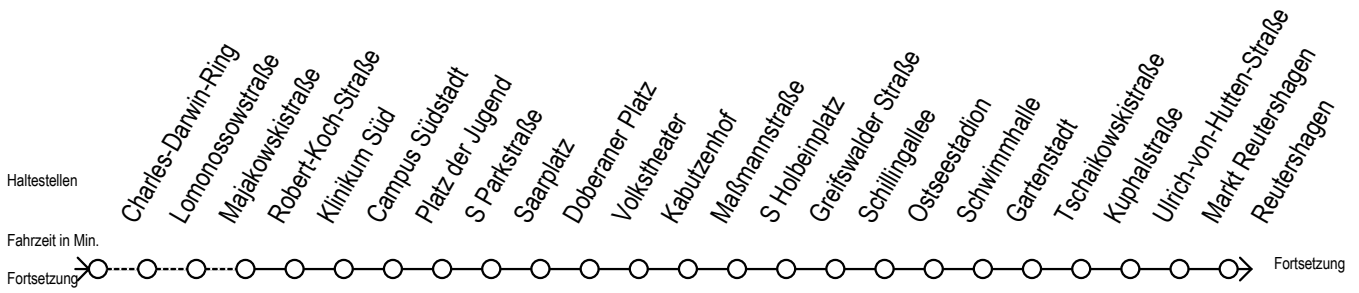 Haltestellen
Charles-Darwin-Ring
Lomonossowstraße
Majakowskistraße
Robert-Koch-Straße
Klinikum Süd
Campus Südstadt
Platz der Jugend
S Parkstraße
Saarplatz
Doberaner Platz
Volkstheater
Kabutzenhof
Maßmannstraße
S Holbeinplatz
Greifswalder Straße
Schillingallee
Ostseestadion
Schwimmhalle
Gartenstadt
Tschaikowskistraße
Kuphalstraße
Ulrich-von-Hutten-Straße
Markt Reutershagen
Reutershagen
Fahrzeit in Min.
Fortsetzung
Fortsetzung